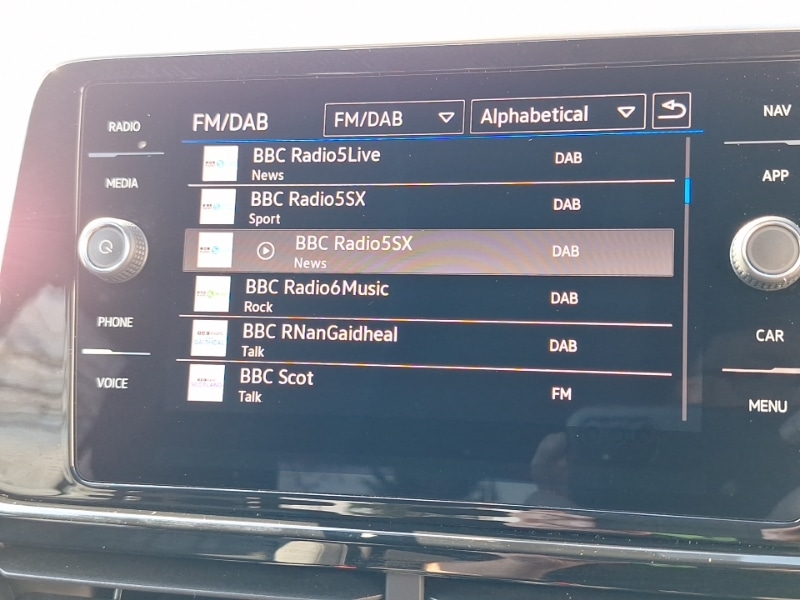 RADIO
MEDIA
PHONE
VOICE
FM/DAB
FM/DAB
Alphabetical
BBC Radio5Live
News
DAB
BBC Radio5SX
Sport
DAB
BBC Radio5SX
News
DAB
BBC Radio6Music
Rock
DAB
BBC RNanGaidheal
Talk
DAB
BBC Scot
Talk
FM
NAV
APP
CAR
MENU